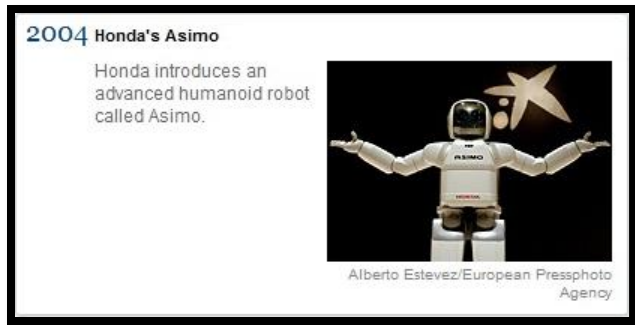 2004 Honda's Asimo
Honda introduces an
advanced humanoid robot
called Asimo.
ASIMO
HONDA
Alberto Estevez/European Pressphoto
Agency